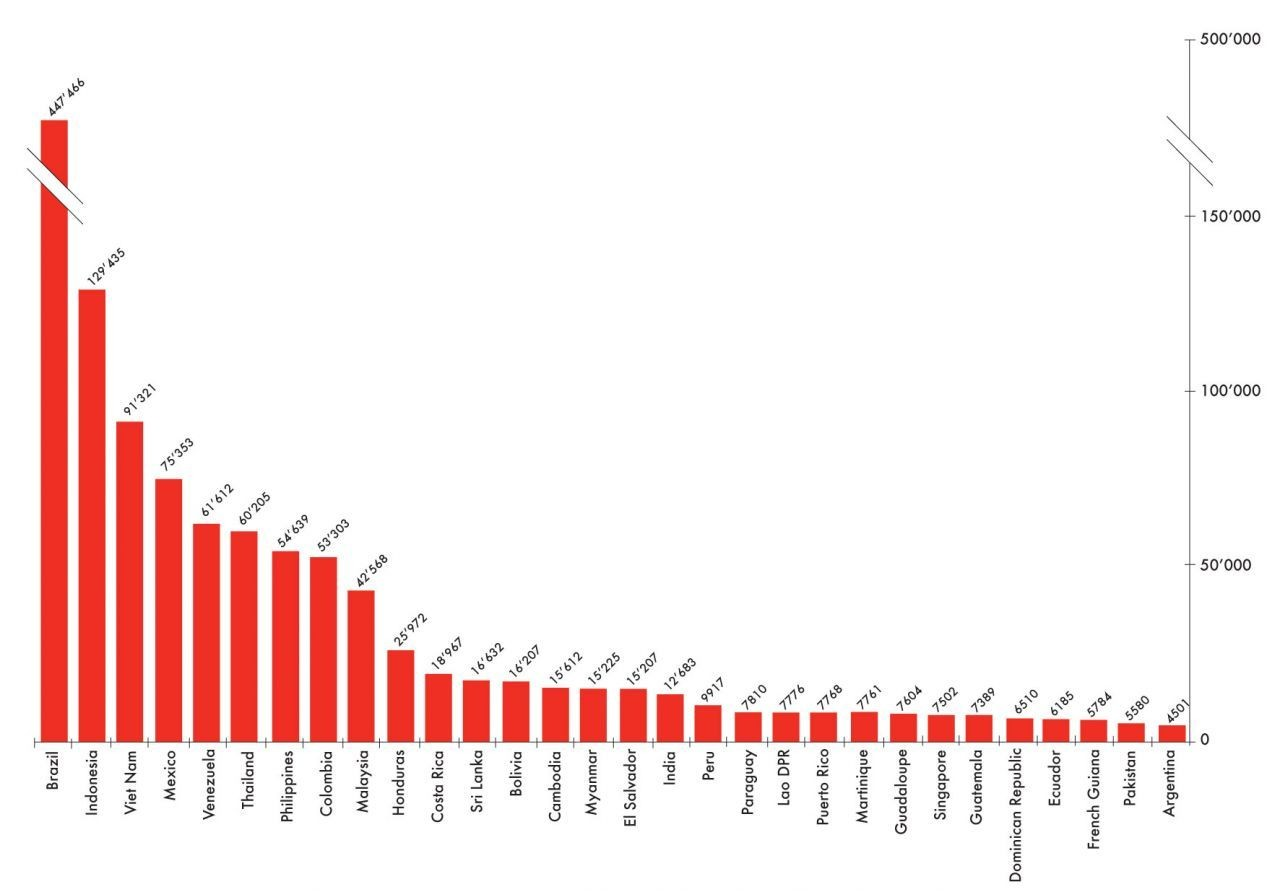 500’000
150’000
100’000
50’000
0
447’466
129’435
91’321
75’353
61’612
60’205
54’639
53’303
42’568
25’972
18’967
16’632
16’207
15’612
15’225
15’207
12’683
9917
7810
7776
7768
7761
7604
7502
7389
6510
6185
5784
5580
4501
Brazil
Indonesia
Viet Nam
Mexico
Venezuela
Thailand
Philippines
Colombia
Malaysia
Honduras
Costa Rica
Sri Lanka
Bolivia
Cambodia
Myanmar
El Salvador
India
Peru
Paraguay
Lao DPR
Puerto Rico
Martinique
Guadaloupe
Singapore
Guatemala
Dominican Republic
Ecuador
French Guiana
Pakistan
Argentina